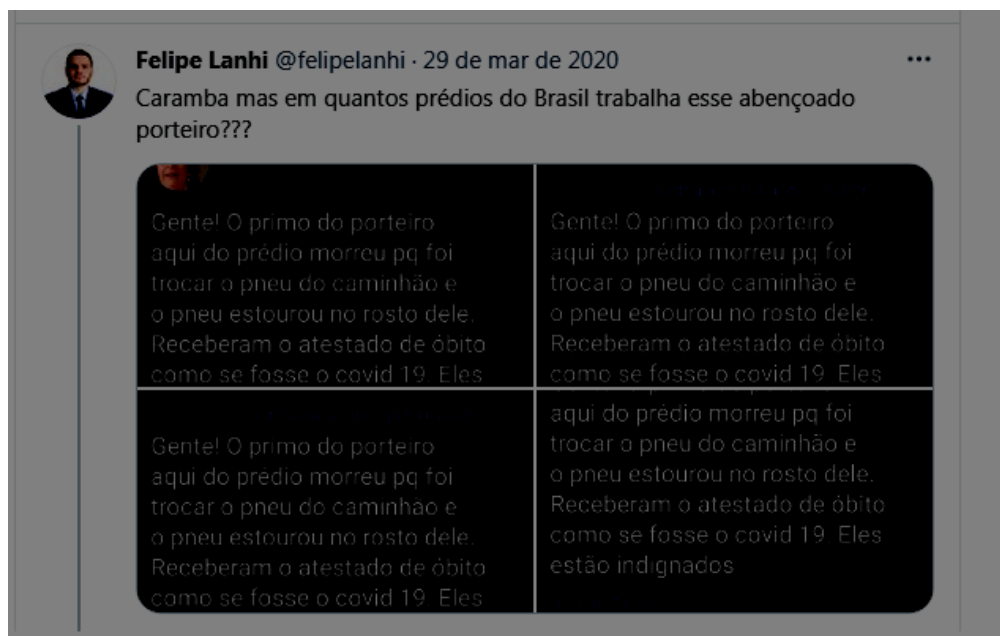 Felipe Lanhi @felipelanhi · 29 de mar de 2020
Caramba mas em quantos prédios do Brasil trabalha esse abençoado
porteiro???
Gente! O primo do porteiro
aqui do prédio morreu pq foi
trocar o pneu do caminhão e
o pneu estourou no rosto dele.
Receberam o atestado de óbito
como se fosse o covid 19. Eles
Gente! O primo do porteiro
aqui do prédio morreu pq foi
trocar o pneu do caminhão e
o pneu estourou no rosto dele.
Receberam o atestado de óbito
como se fosse o covid 19. Eles
Gente! O primo do porteiro
aqui do prédio morreu pq foi
trocar o pneu do caminhão e
o pneu estourou no rosto dele.
Receberam o atestado de óbito
como se fosse o covid 19. Eles
aqui do prédio morreu pq foi
trocar o pneu do caminhão e
o pneu estourou no rosto dele.
Receberam o atestado de óbito
como se fosse o covid 19. Eles
estão indignados